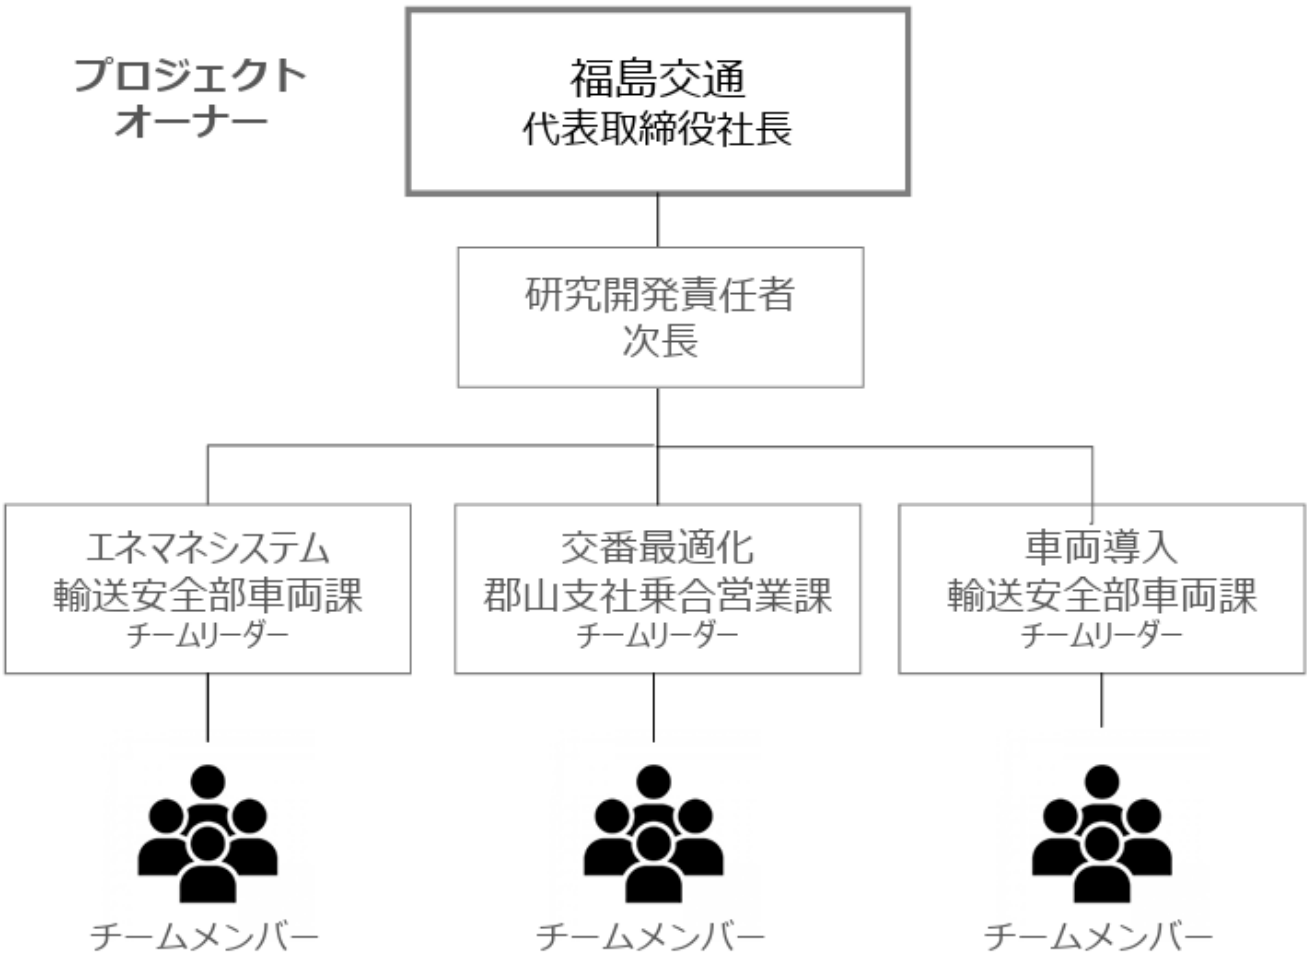 プロジェクト
オーナー
福島交通
代表取締役社長
研究開発責任者
次長
エネマネシステム
輸送安全部車両課
チームリーダー
交番最適化
郡山支社乗合営業課
チームリーダー
車両導入
輸送安全部車両課
チームリーダー
チームメンバー
チームメンバー
チームメンバー